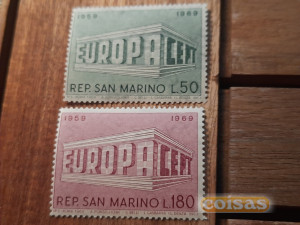 1959 1969
EUROPA CEPT
REP. SAN MARINO L.50
1959 1969
EUROPA CEPT
REP. SAN MARINO L.180
coisas